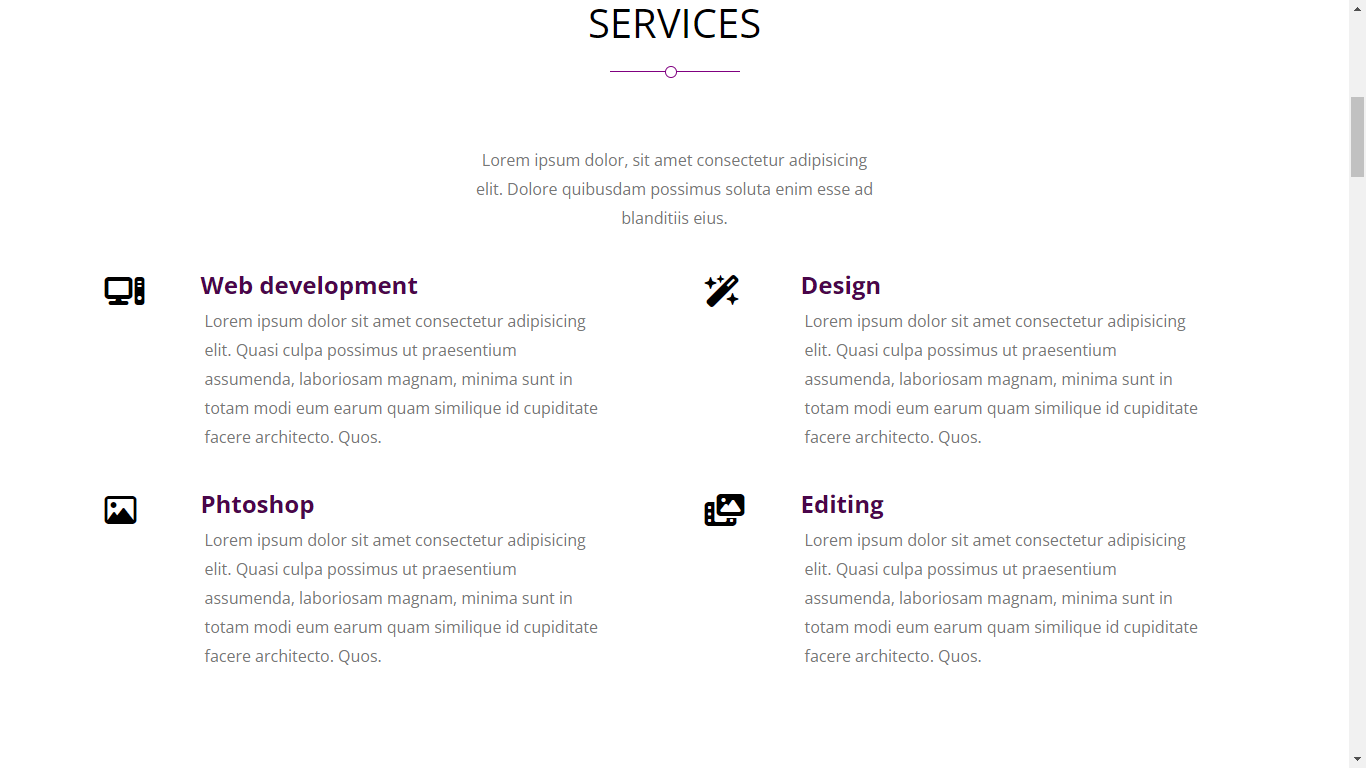 SERVICES
Lorem ipsum dolor, sit amet consectetur adipisicing
elit. Dolore quibusdam possimus soluta enim esse ad
blanditiis eius.
Web development
Lorem ipsum dolor sit amet consectetur adipisicing
elit. Quasi culpa possimus ut praesentium
assumenda, laboriosam magnam, minima sunt in
totam modi eum earum quam similique id cupiditate
facere architecto. Quos.
Design
Lorem ipsum dolor sit amet consectetur adipisicing
elit. Quasi culpa possimus ut praesentium
assumenda, laboriosam magnam, minima sunt in
totam modi eum earum quam similique id cupiditate
facere architecto. Quos.
Phtoshop
Lorem ipsum dolor sit amet consectetur adipisicing
elit. Quasi culpa possimus ut praesentium
assumenda, laboriosam magnam, minima sunt in
totam modi eum earum quam similique id cupiditate
facere architecto. Quos.
Editing
Lorem ipsum dolor sit amet consectetur adipisicing
elit. Quasi culpa possimus ut praesentium
assumenda, laboriosam magnam, minima sunt in
totam modi eum earum quam similique id cupiditate
facere architecto. Quos.